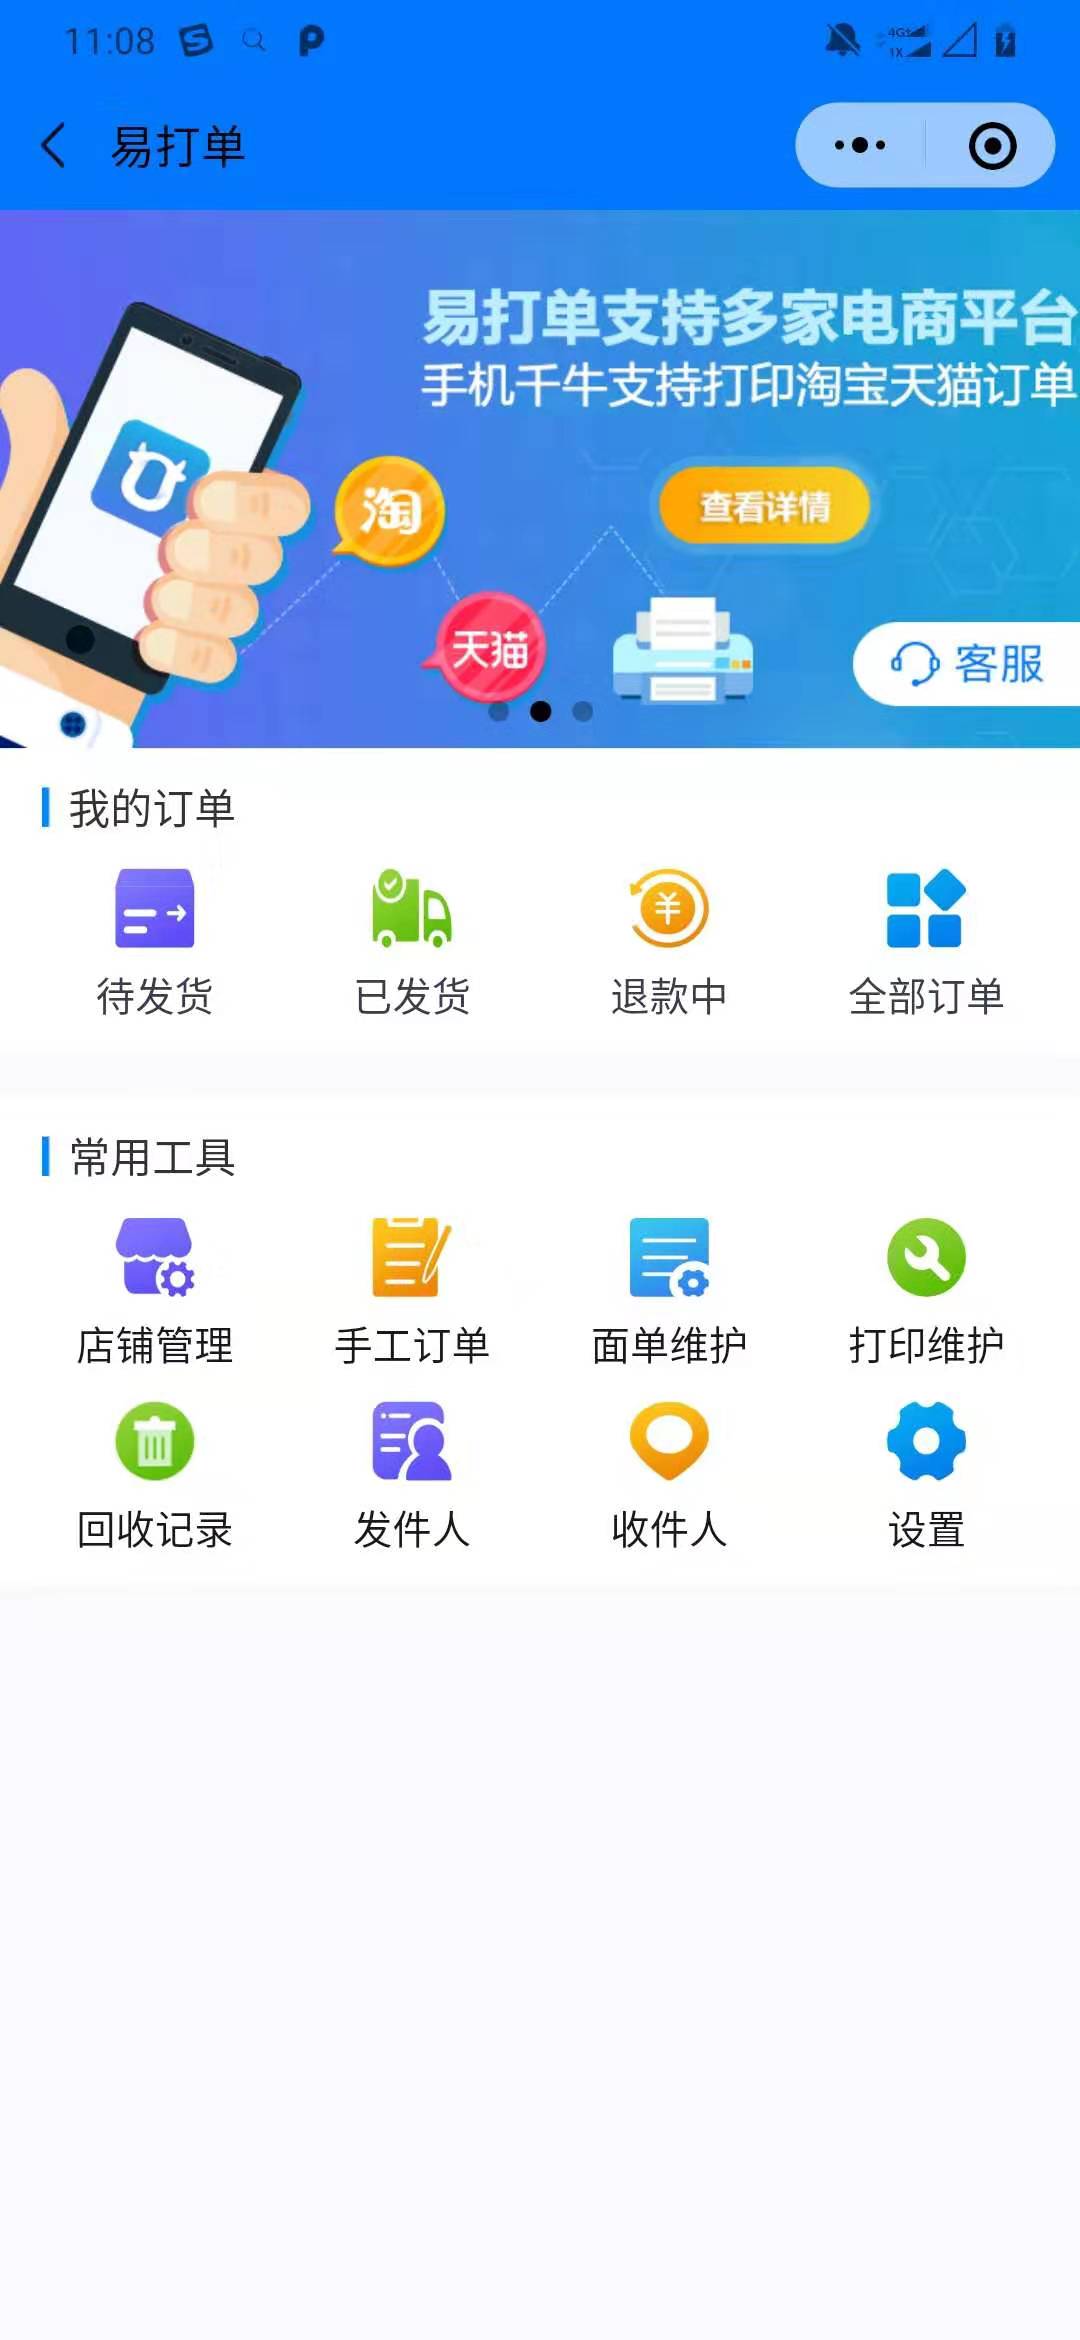 11:08
4G±
1X
易打单
易打单支持多家电商平台
手机千牛支持打印淘宝天猫订单
淘
查看详情
天猫
客服
我的订单
待发货 已发货 退款中 全部订单
常用工具
店铺管理 手工订单 面单维护 打印维护
回收记录 发件人 收件人 设置